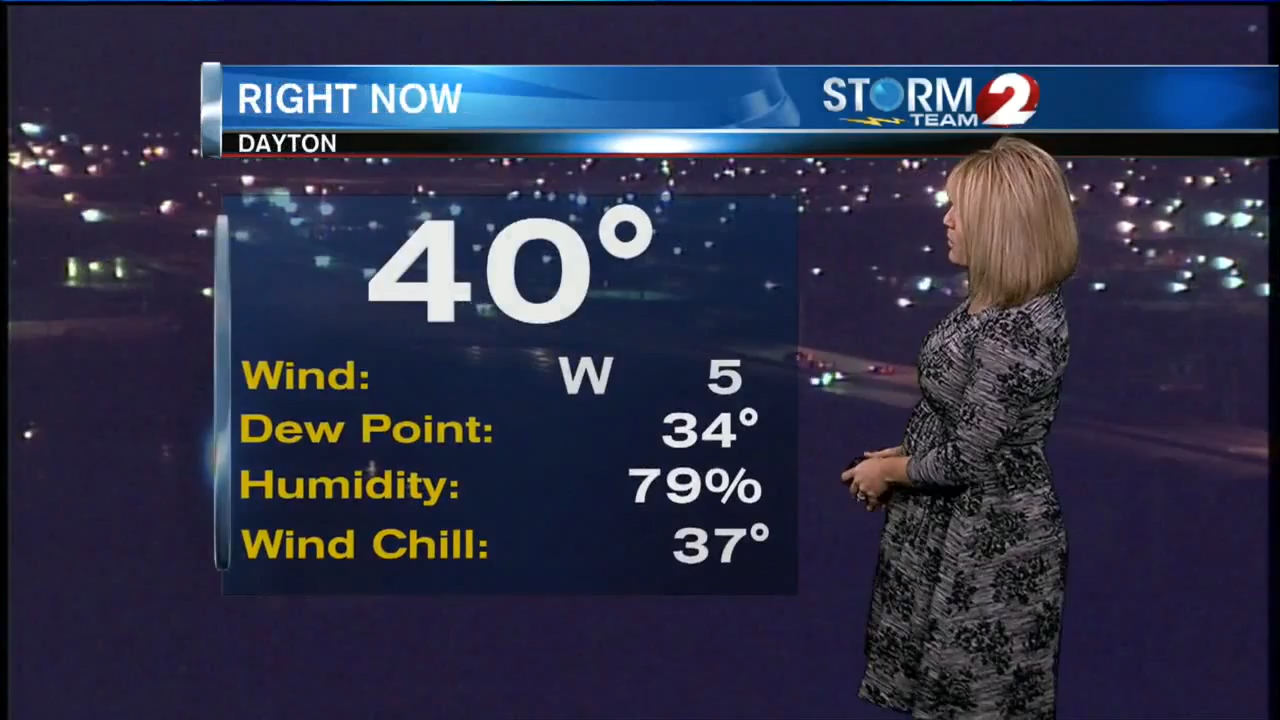 RIGHT NOW
STORM TEAM 2
DAYTON
40°
Wind: W 5
Dew Point: 34°
Humidity: 79%
Wind Chill: 37°